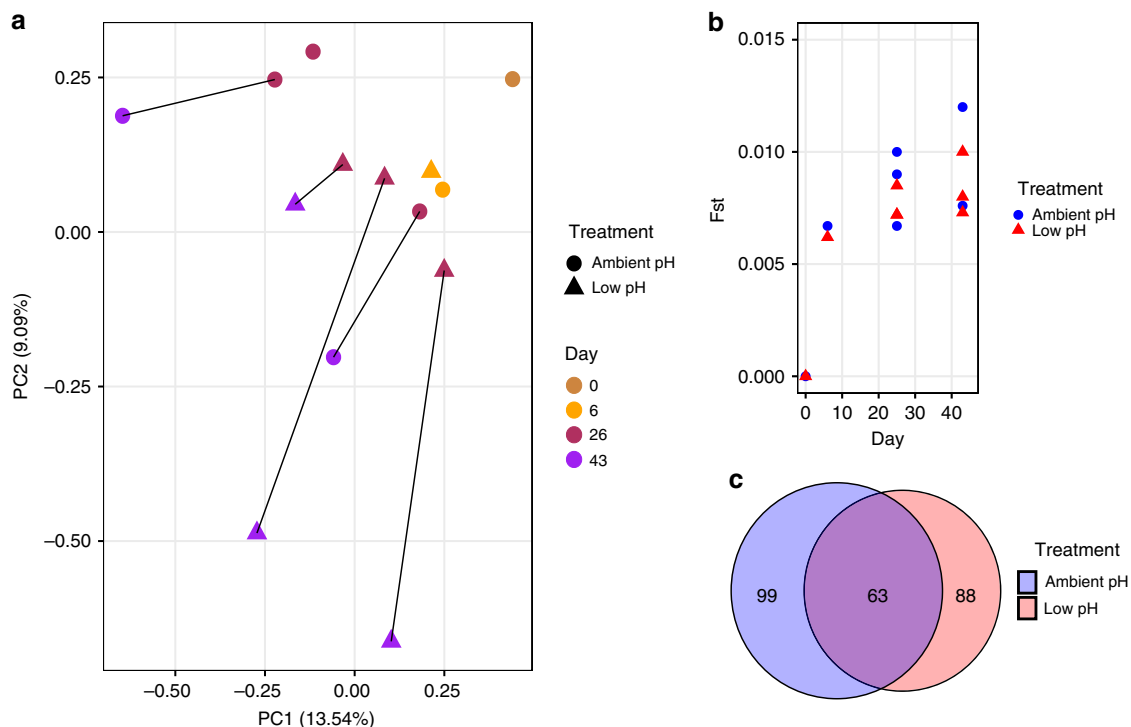 a
0.25
0.00
−0.25
−0.50
PC2 (9.09%)
−0.50
−0.25
0.00
0.25
PC1 (13.54%)
Treatment
Ambient pH
Low pH
Day
0
6
26
43
b
0.015
0.010
0.005
0.000
Fst
0
10
20
30
40
Day
Treatment
Ambient pH
Low pH
c
99
63
88
Treatment
Ambient pH
Low pH